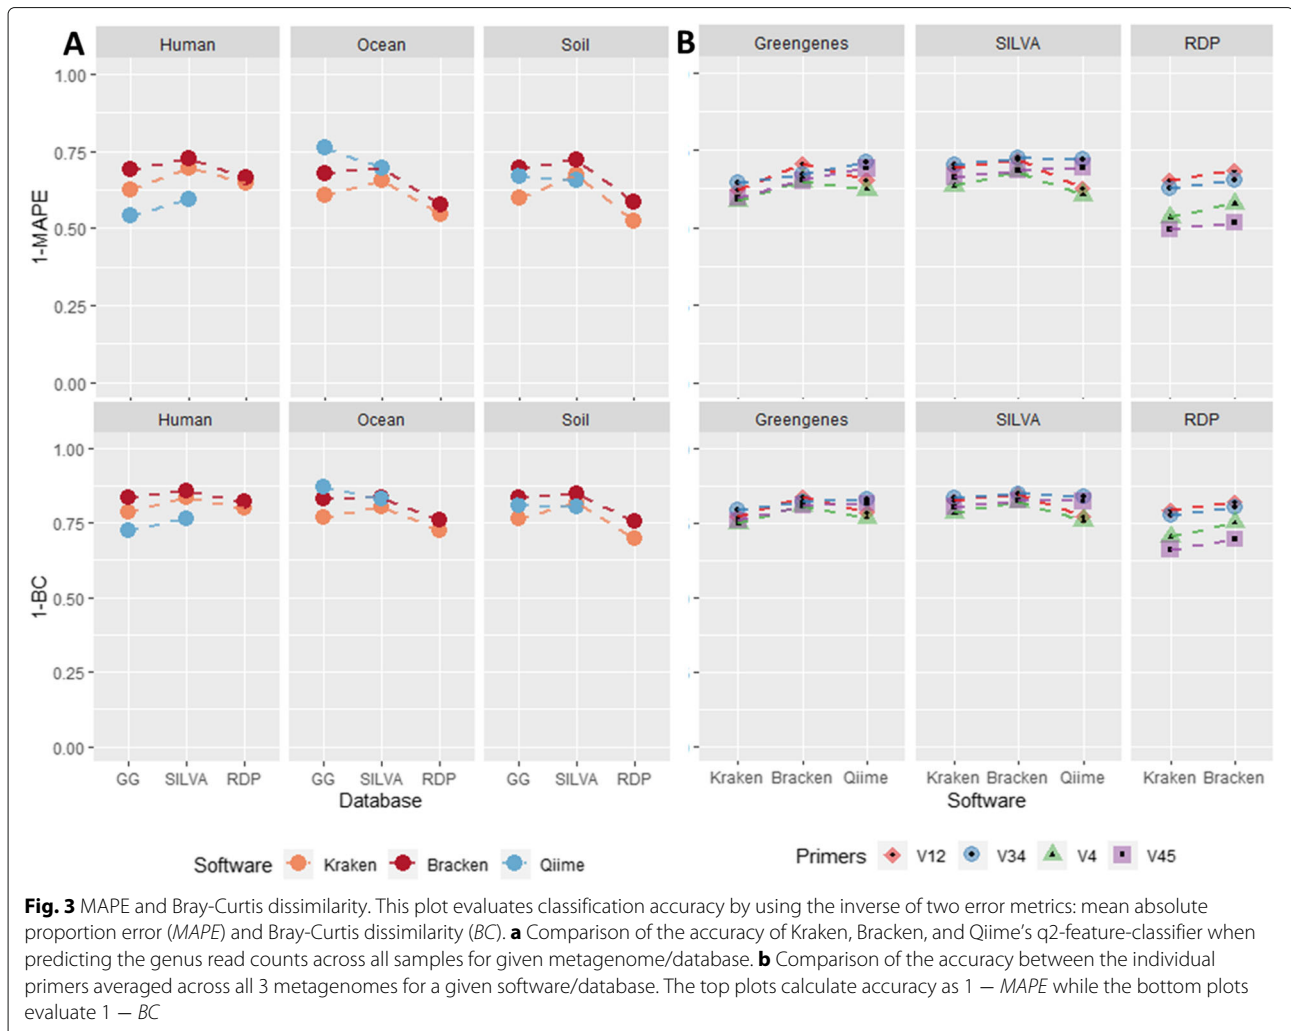 A
Human Ocean Soil
1-MAPE
1.00
0.75
0.50
0.25
0.00
Human Ocean Soil
1-BC
1.00
0.75
0.50
0.25
0.00
GG SILVA RDP GG SILVA RDP GG SILVA RDP
Database
Software Kraken Bracken Qiime
B
Greengenes SILVA RDP
Greengenes SILVA RDP
Kraken Bracken Qiime Kraken Bracken Qiime Kraken Bracken
Software
Primers V12 V34 V4 V45
Fig. 3 MAPE and Bray-Curtis dissimilarity. This plot evaluates classification accuracy by using the inverse of two error metrics: mean absolute
proportion error (MAPE) and Bray-Curtis dissimilarity (BC). a Comparison of the accuracy of Kraken, Bracken, and Qiime's q2-feature-classifier when
predicting the genus read counts across all samples for given metagenome/database. b Comparison of the accuracy between the individual
primers averaged across all 3 metagenomes for a given software/database. The top plots calculate accuracy as 1 − MAPE while the bottom plots
evaluate 1 − BC